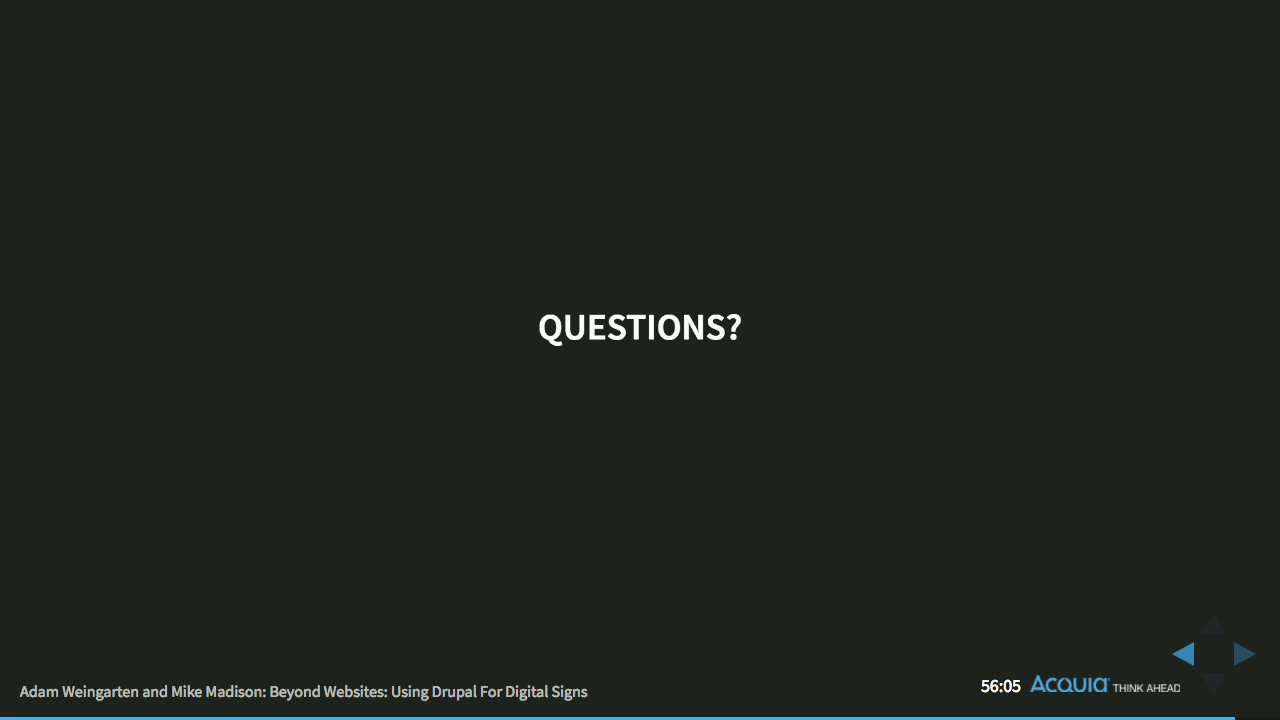 QUESTIONS?
Adam Weingarten and Mike Madison: Beyond Websites: Using Drupal For Digital Signs
56:05 Acquia THINK AHEAD